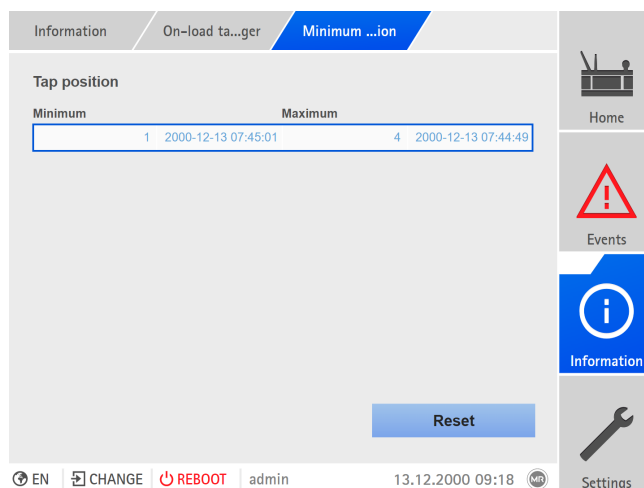 Information On-load ta...ger Minimum ...ion
Tap position
Minimum Maximum
1 2000-12-13 07:45:01 4 2000-12-13 07:44:49
Reset
Home
Events
Information
Settings
EN CHANGE REBOOT admin 13.12.2000 09:18 MR